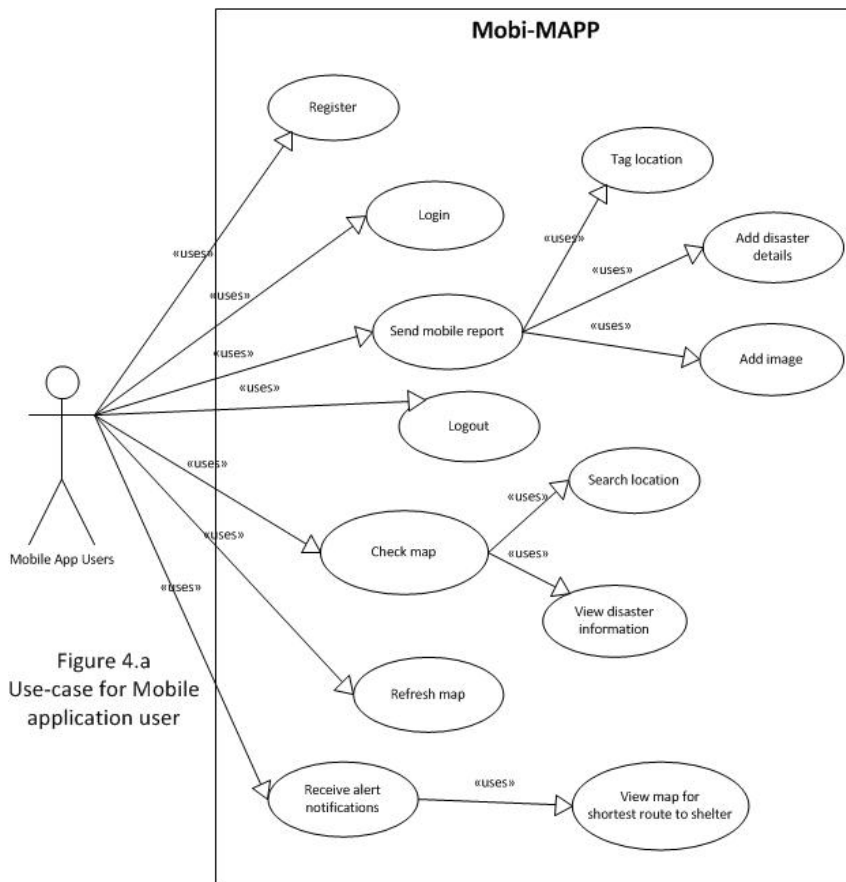 Mobi-MAPP
Register
Tag location
Login
«uses»
Add disaster
details
«uses»
«uses»
«uses»
Send mobile report
«uses»
«uses»
Add image
«uses»
Logout
«uses»
Search location
«uses»
«uses»
Check map
«uses»
Mobile App Users
«uses»
View disaster
information
Figure 4.a
Use-case for Mobile
application user
Refresh map
Receive alert
notifications
«uses»
View map for
shortest route to shelter